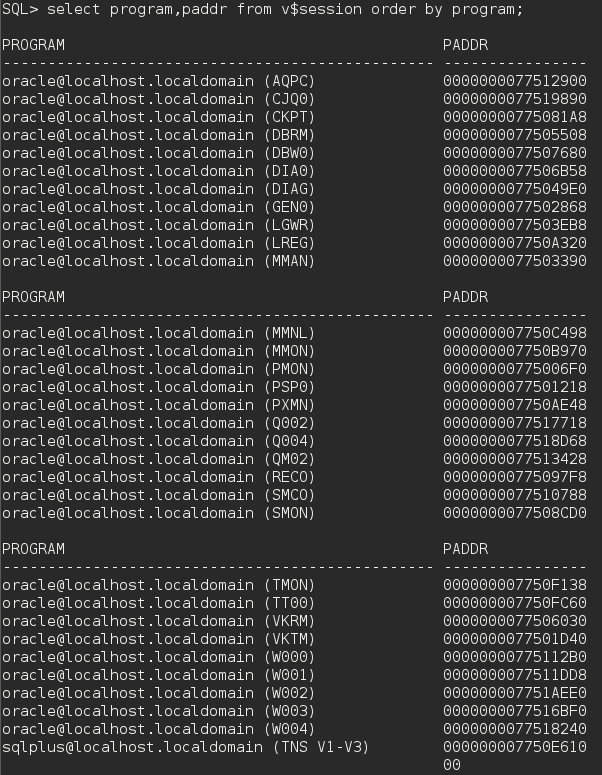 SQL> select program,paddr from v$session order by program;
PROGRAM PADDR
------------------------------------------------ ----------------
oracle@localhost.localdomain (AQPC) 0000000077512900
oracle@localhost.localdomain (CJQ0) 0000000077519890
oracle@localhost.localdomain (CKPT) 00000000775081A8
oracle@localhost.localdomain (DBRM) 0000000077505508
oracle@localhost.localdomain (DBW0) 0000000077507680
oracle@localhost.localdomain (DIA0) 0000000077506B58
oracle@localhost.localdomain (DIAG) 00000000775049E0
oracle@localhost.localdomain (GEN0) 0000000077502868
oracle@localhost.localdomain (LGWR) 0000000077503EB8
oracle@localhost.localdomain (LREG) 000000007750A320
oracle@localhost.localdomain (MMAN) 0000000077503390
PROGRAM PADDR
------------------------------------------------ ----------------
oracle@localhost.localdomain (MMNL) 000000007750C498
oracle@localhost.localdomain (MMON) 000000007750B970
oracle@localhost.localdomain (PMON) 00000000775006F0
oracle@localhost.localdomain (PSP0) 0000000077501218
oracle@localhost.localdomain (PXMN) 000000007750AE48
oracle@localhost.localdomain (Q002) 0000000077517718
oracle@localhost.localdomain (Q004) 0000000077518D68
oracle@localhost.localdomain (QM02) 0000000077513428
oracle@localhost.localdomain (RECO) 00000000775097F8
oracle@localhost.localdomain (SMCO) 0000000077510788
oracle@localhost.localdomain (SMON) 0000000077508CD0
PROGRAM PADDR
------------------------------------------------ ----------------
oracle@localhost.localdomain (TMON) 000000007750F138
oracle@localhost.localdomain (TT00) 000000007750FC60
oracle@localhost.localdomain (VKRM) 0000000077506030
oracle@localhost.localdomain (VKTM) 0000000077501D40
oracle@localhost.localdomain (W000) 00000000775112B0
oracle@localhost.localdomain (W001) 0000000077511DD8
oracle@localhost.localdomain (W002) 000000007751AEE0
oracle@localhost.localdomain (W003) 0000000077516BF0
oracle@localhost.localdomain (W004) 0000000077518240
sqlplus@localhost.localdomain (TNS V1-V3) 000000007750E610
00